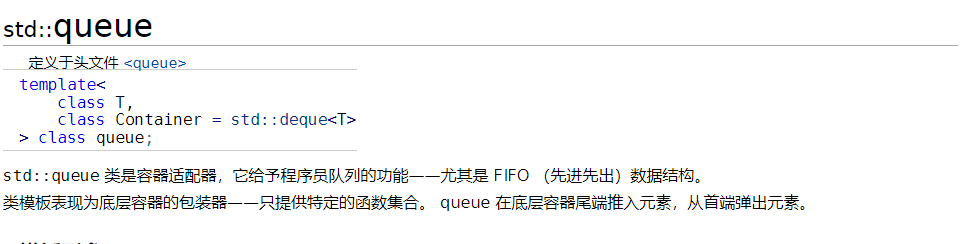 std::queue
定义于头文件 <queue>
template<
    class T,
    class Container = std::deque<T>
> class queue;
std::queue 类是容器适配器，它给予程序员队列的功能——尤其是 FIFO （先进先出）数据结构。
类模板表现为底层容器的包装器——只提供特定的函数集合。 queue 在底层容器尾端推入元素，从首端弹出元素。